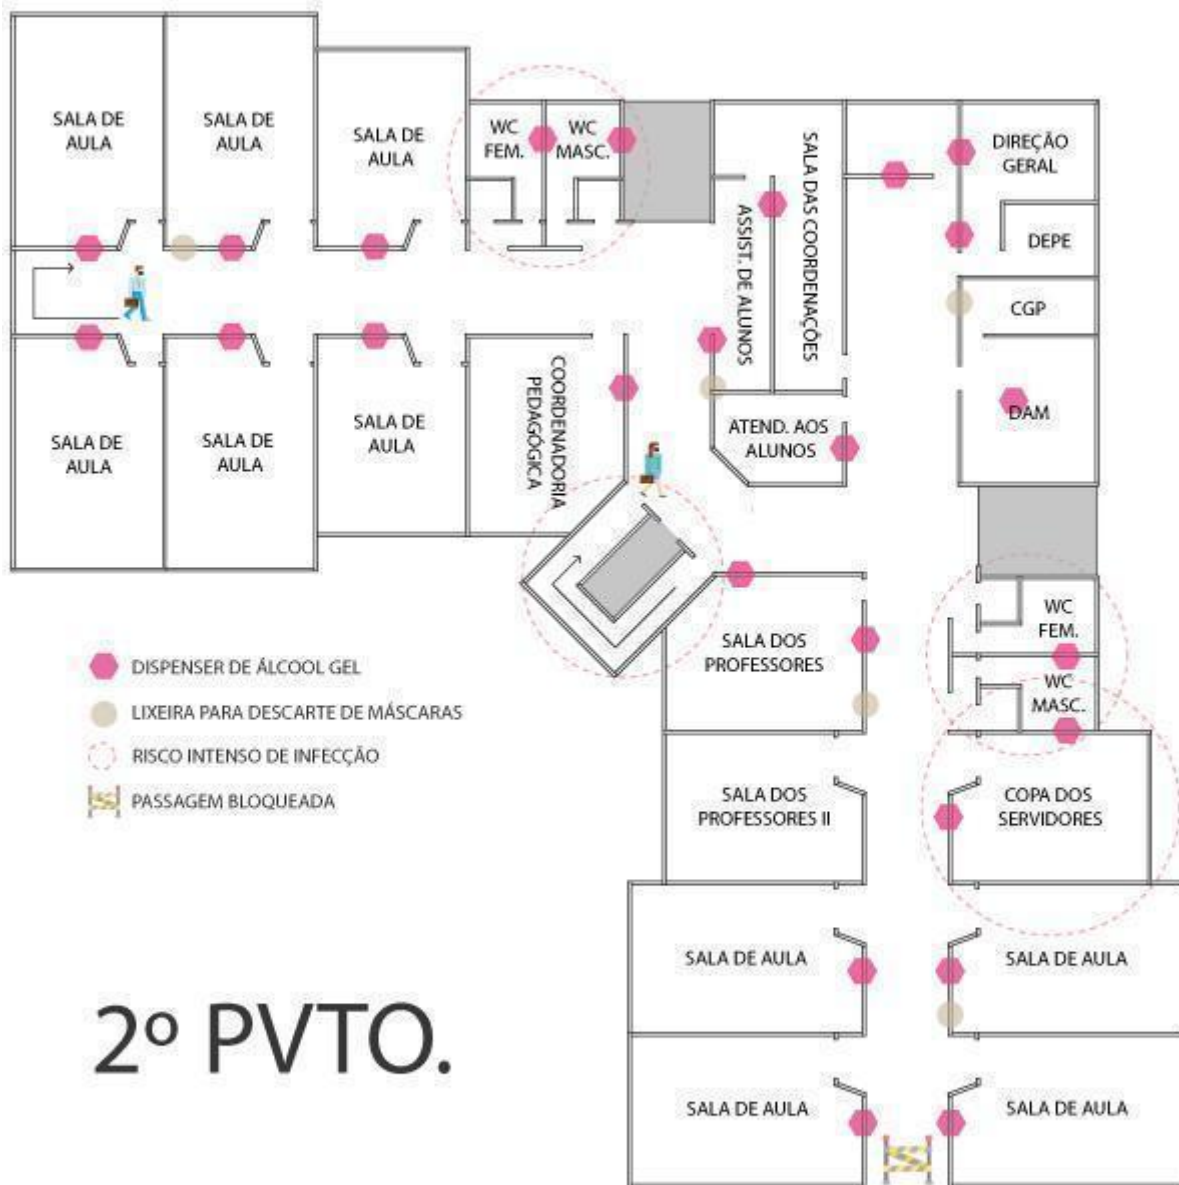 SALA DE
AULA
SALA DE
AULA
SALA DE
AULA
WC
FEM.
WC
MASC.
ASSIST. DE ALUNOS
SALA DAS COORDENAÇÕES
DIREÇÃO
GERAL
DEPE
CGP
DAM
SALA DE
AULA
SALA DE
AULA
SALA DE
AULA
COORDENADORIA
PEDAGÓGICA
ATEND. AOS
ALUNOS
SALA DOS
PROFESSORES
WC
FEM.
WC
MASC.
DISPENSER DE ÁLCOOL GEL
LIXEIRA PARA DESCARTE DE MÁSCARAS
RISCO INTENSO DE INFECÇÃO
PASSAGEM BLOQUEADA
SALA DOS
PROFESSORES II
COPA DOS
SERVIDORES
SALA DE AULA
SALA DE AULA
2º PVTO.
SALA DE AULA
SALA DE AULA